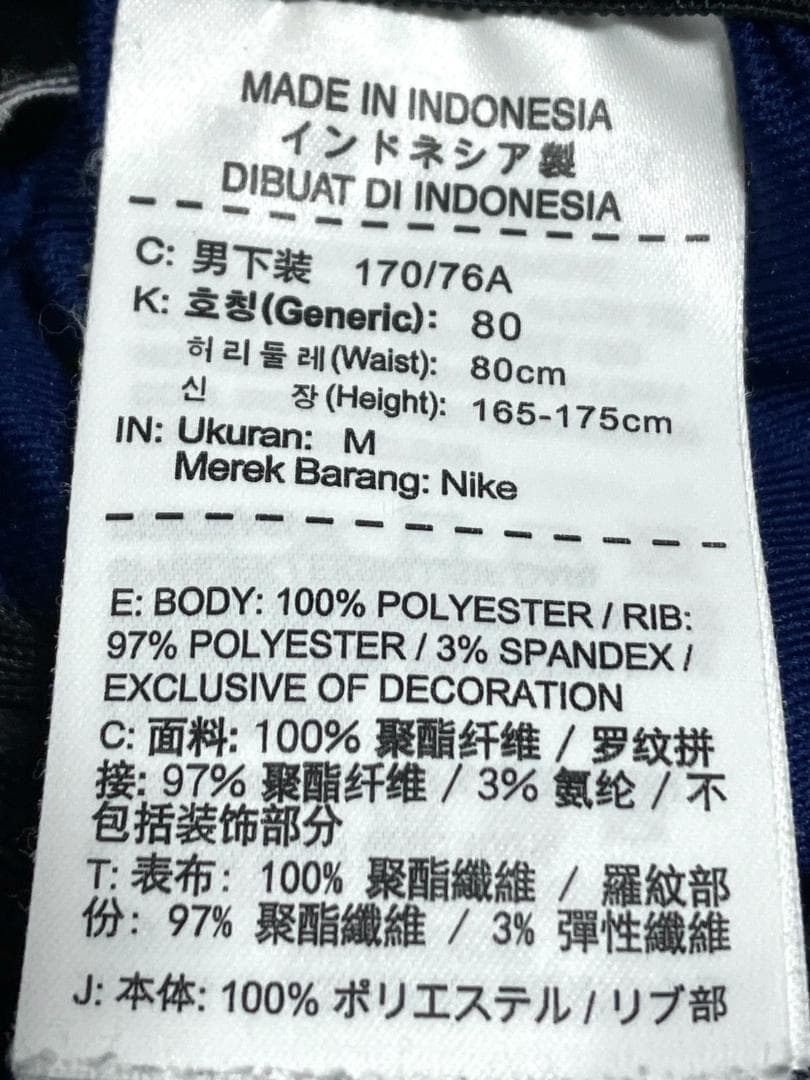 MADE IN INDONESIA
インドネシア製
DIBUAT DI INDONESIA
C: 男下装 170/76A
K: 호칭(Generic): 80
허리둘레(Waist): 80cm
신 장(Height): 165-175cm
IN: Ukuran: M
Merek Barang: Nike
E: BODY: 100% POLYESTER / RIB:
97% POLYESTER / 3% SPANDEX /
EXCLUSIVE OF DECORATION
C: 面料: 100% 聚酯纤维 / 罗纹拼
接: 97% 聚酯纤维 / 3% 氨纶 / 不
包括装饰部分
T: 表布: 100% 聚酯纖維 / 羅紋部
份: 97% 聚酯纖維 / 3% 彈性纖維
J: 本体: 100% ポリエステル / リブ部